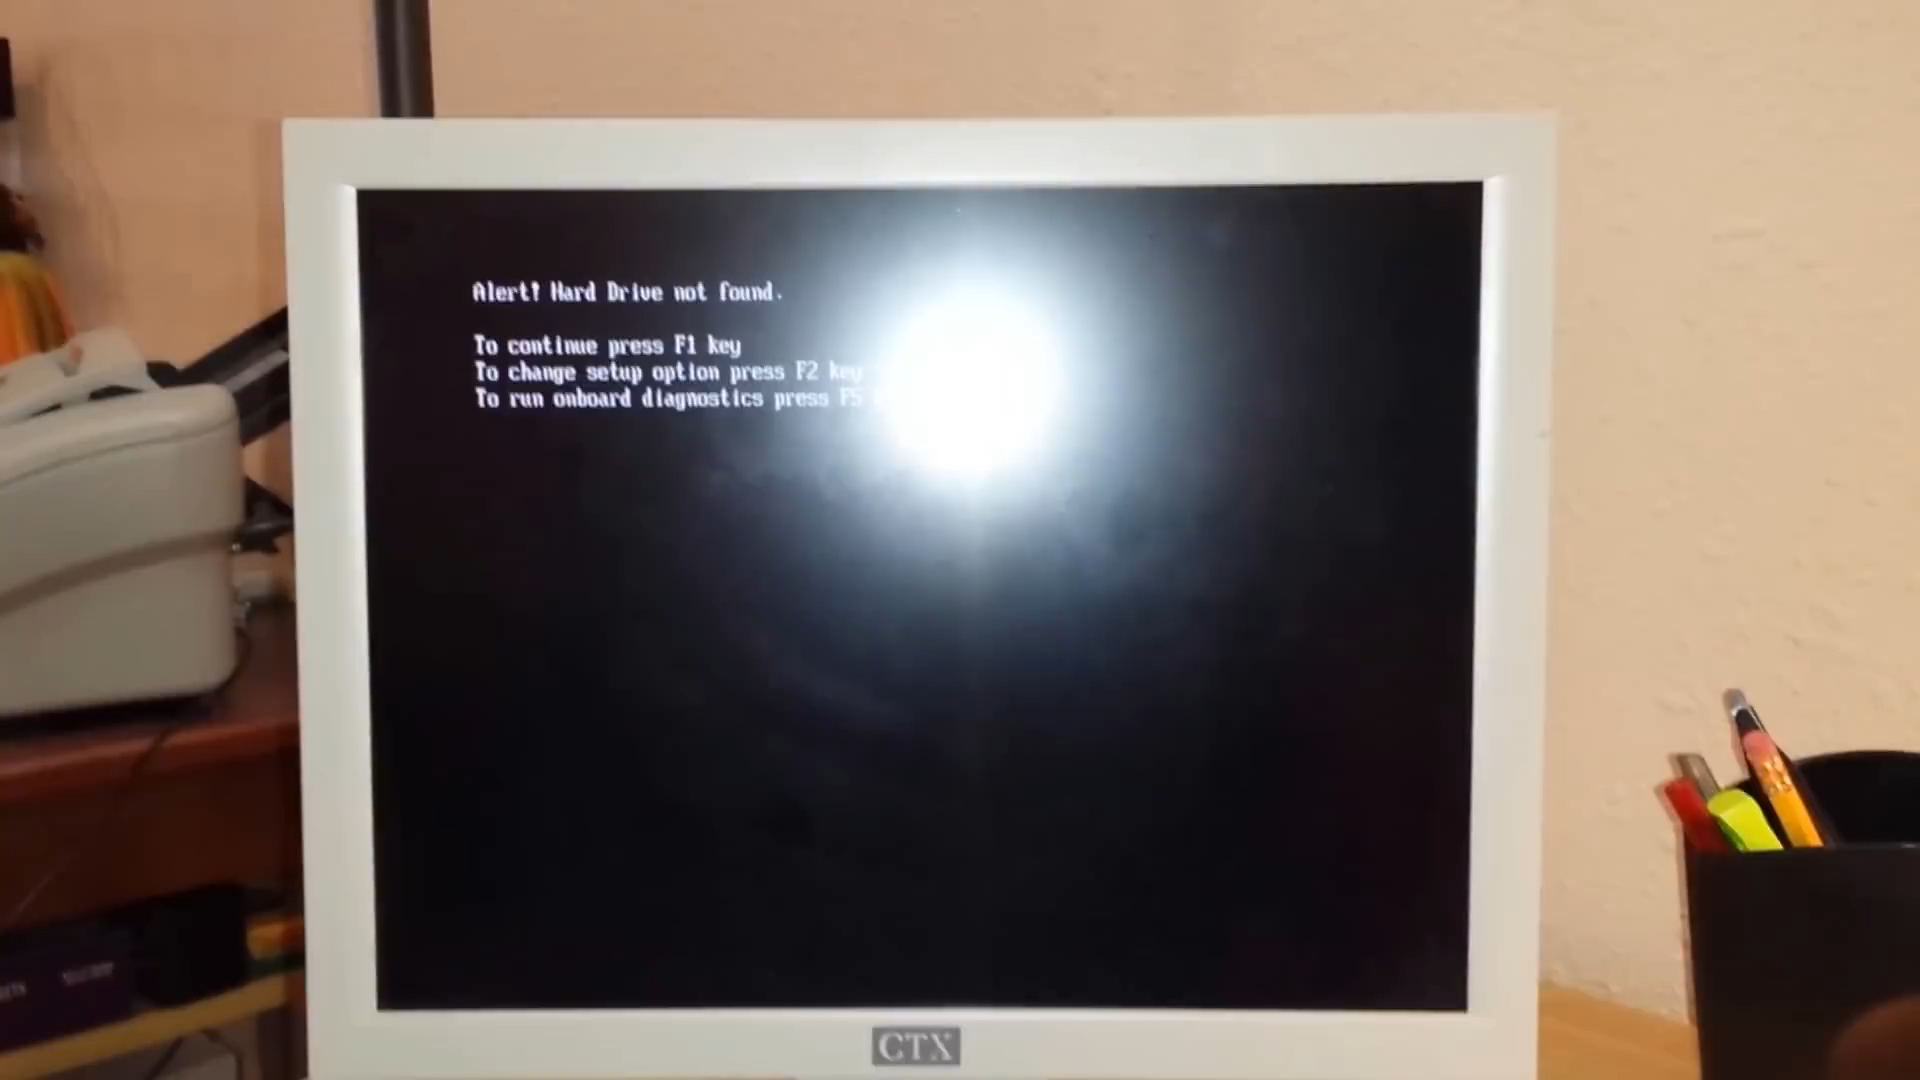 Alert! Hard Drive not found.
To continue press F1 key
To change setup option press F2 key
To run onboard diagnostics press F5
CTX